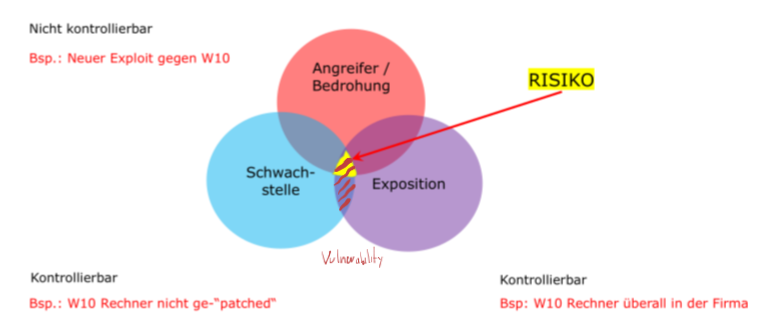 Nicht kontrollierbar
Bsp.: Neuer Exploit gegen W10
Angreifer /
Bedrohung
RISIKO
Schwach-
stelle
Exposition
Vulnerability
Kontrollierbar
Bsp.: W10 Rechner nicht ge-“patched“
Kontrollierbar
Bsp: W10 Rechner überall in der Firma